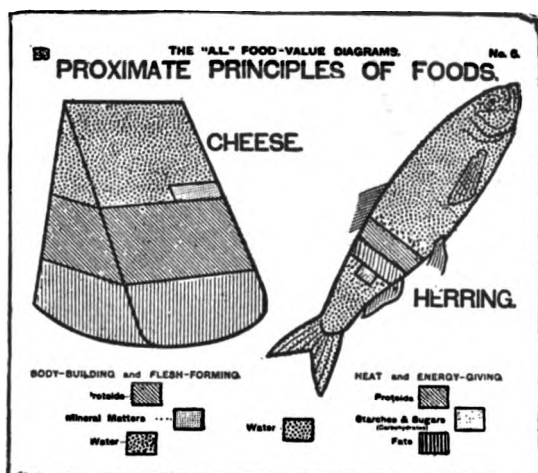 THE "A.L." FOOD-VALUE DIAGRAMS. No. 6.
PROXIMATE PRINCIPLES OF FOODS.
CHEESE.
HERRING.
BODY-BUILDING and FLESH-FORMING.
Proteids
Mineral Matters
Water
Water
HEAT and ENERGY-GIVING
Proteids
Starches & Sugars
(Carbohydrates)
Fats